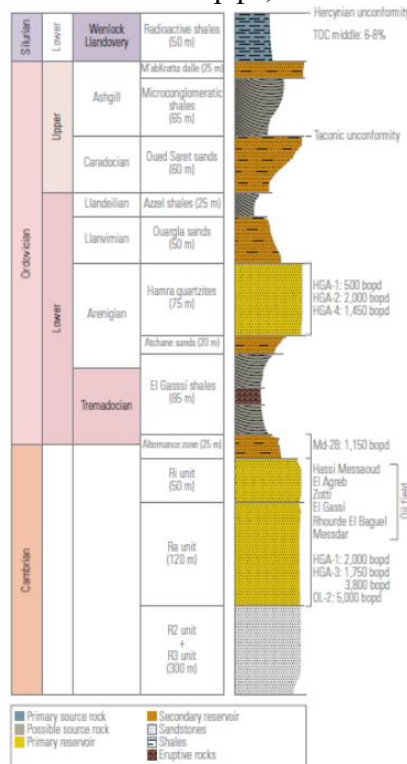 Silurian
Lower
Wenlock
Llandovery
Radioactive shales
(50 m)
Hercynian unconformity
TOC middle: 6-8%
Ordovician
Upper
Ashgill
M'abKratta dalle (25 m)
Microconglomeratic
shales
(65 m)
Taconic unconformity
Caradocian
Oued Saret sands
(60 m)
Lower
Llandeilian
Azzel shales (25 m)
Llanvirnian
Ouargla sands
(50 m)
Arenigian
Hamra quartzites
(75 m)
HGA-1: 500 bopd
HGA-2: 2,000 bopd
HGA-4: 1,450 bopd
Atchane sands (20 m)
El Gasssi shales
(85 m)
Tremadocian
Alternance zone (25 m)
Md-28: 1,150 bopd
Cambrian
Ri unit
(50 m)
Hassi Messaoud
El Agreb
Zotti
El Gassi
Rhourde El Baguel
Messdar
Oil field
Ra unit
(120 m)
HGA-1: 2,000 bopd
HGA-3: 1,750 bopd
3,800 bopd
OL-2: 5,000 bopd
R2 unit
+
R3 unit
(300 m)
Primary source rock
Possible source rock
Primary reservoir
Secondary reservoir
Sandstones
Shales
Eruptive rocks